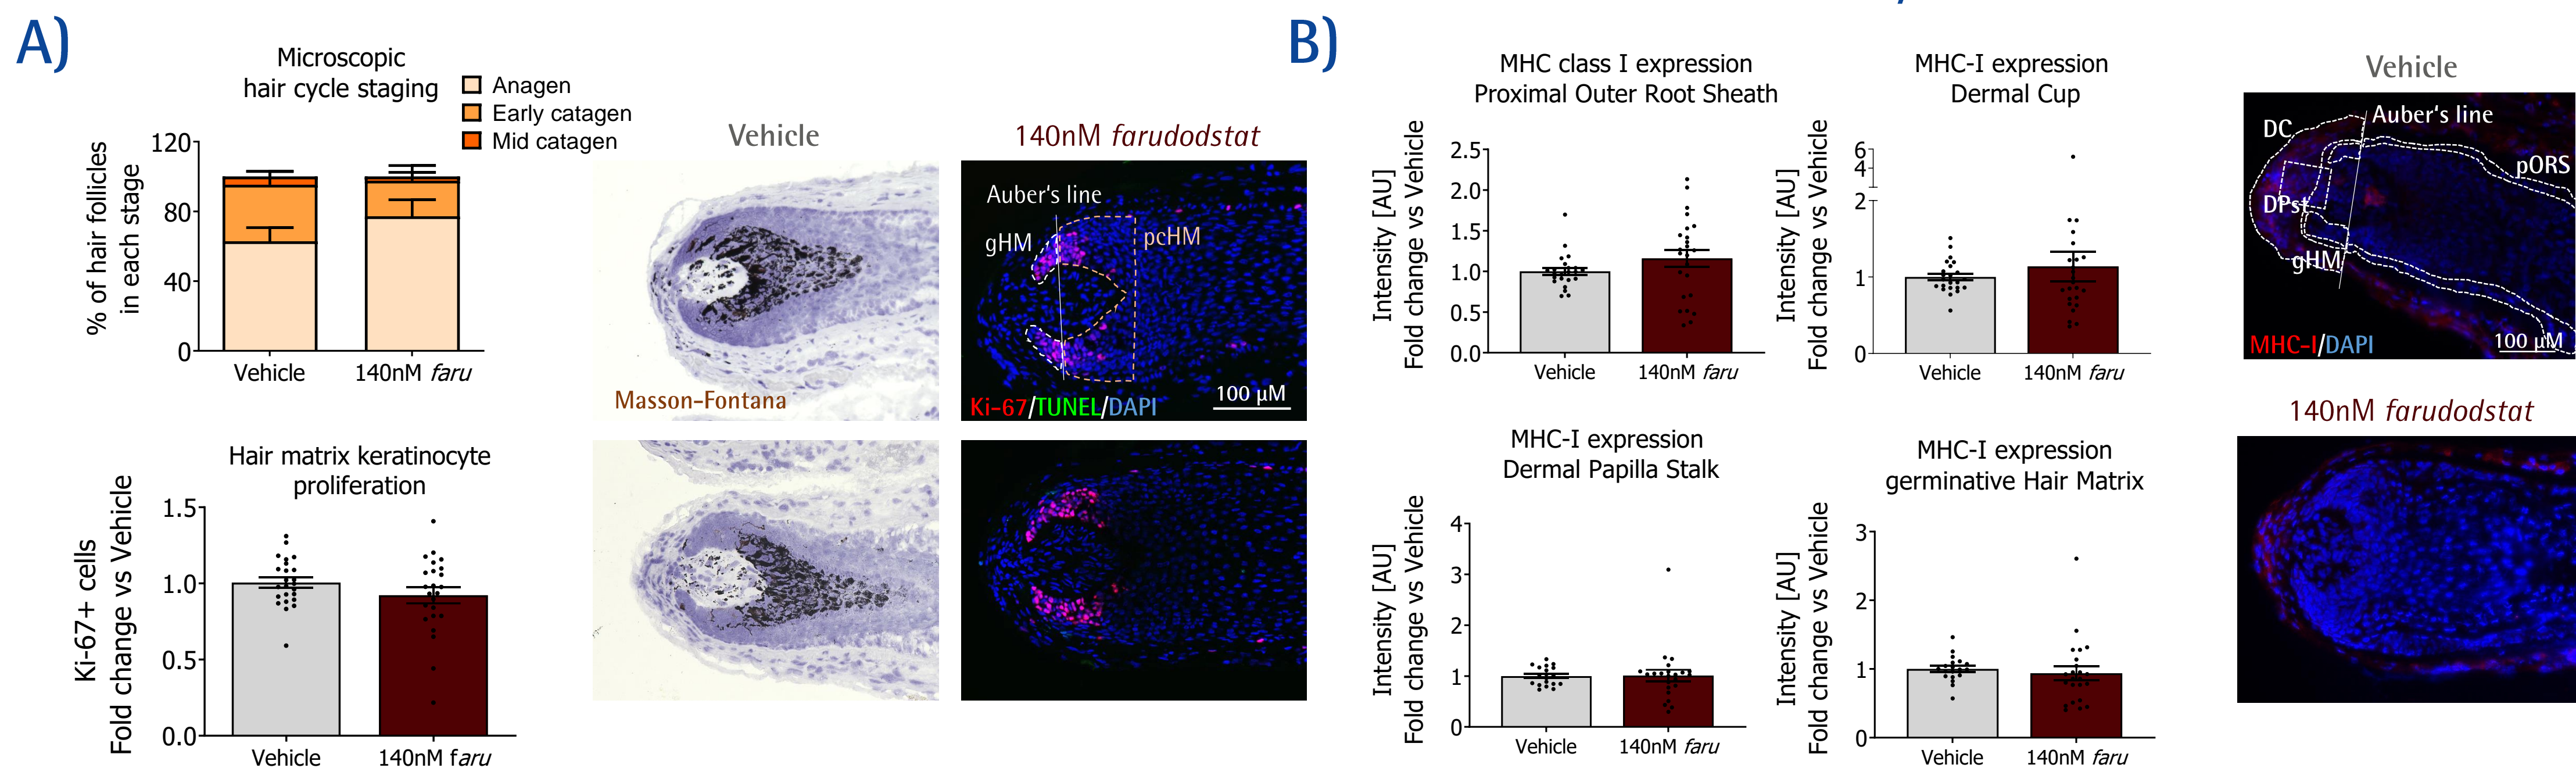 A)
Microscopic
hair cycle staging
Anagen
Early catagen
Mid catagen
% of hair follicles
in each stage
120
80
40
0
Vehicle
140nM faru
Hair matrix keratinocyte
proliferation
Ki-67+ cells
Fold change vs Vehicle
1.5
1.0
0.5
0.0
Vehicle
140nM faru
Vehicle
140nM farudodstat
Masson-Fontana
Auber's line
gHM
pcHM
Ki-67/TUNEL/DAPI
100 µM
B)
MHC class I expression
Proximal Outer Root Sheath
Intensity [AU]
Fold change vs Vehicle
2.5
2.0
1.5
1.0
0.5
0.0
Vehicle
140nM faru
MHC-I expression
Dermal Cup
Intensity [AU]
Fold change vs Vehicle
6
4
2
1
0
Vehicle
140nM faru
MHC-I expression
Dermal Papilla Stalk
Intensity [AU]
Fold change vs Vehicle
4
3
2
1
0
Vehicle
140nM faru
MHC-I expression
germinative Hair Matrix
Intensity [AU]
Fold change vs Vehicle
3
2
1
0
Vehicle
140nM faru
Vehicle
DC
Auber's line
pORS
DPst
gHM
MHC-I/DAPI
100 µM
140nM farudodstat